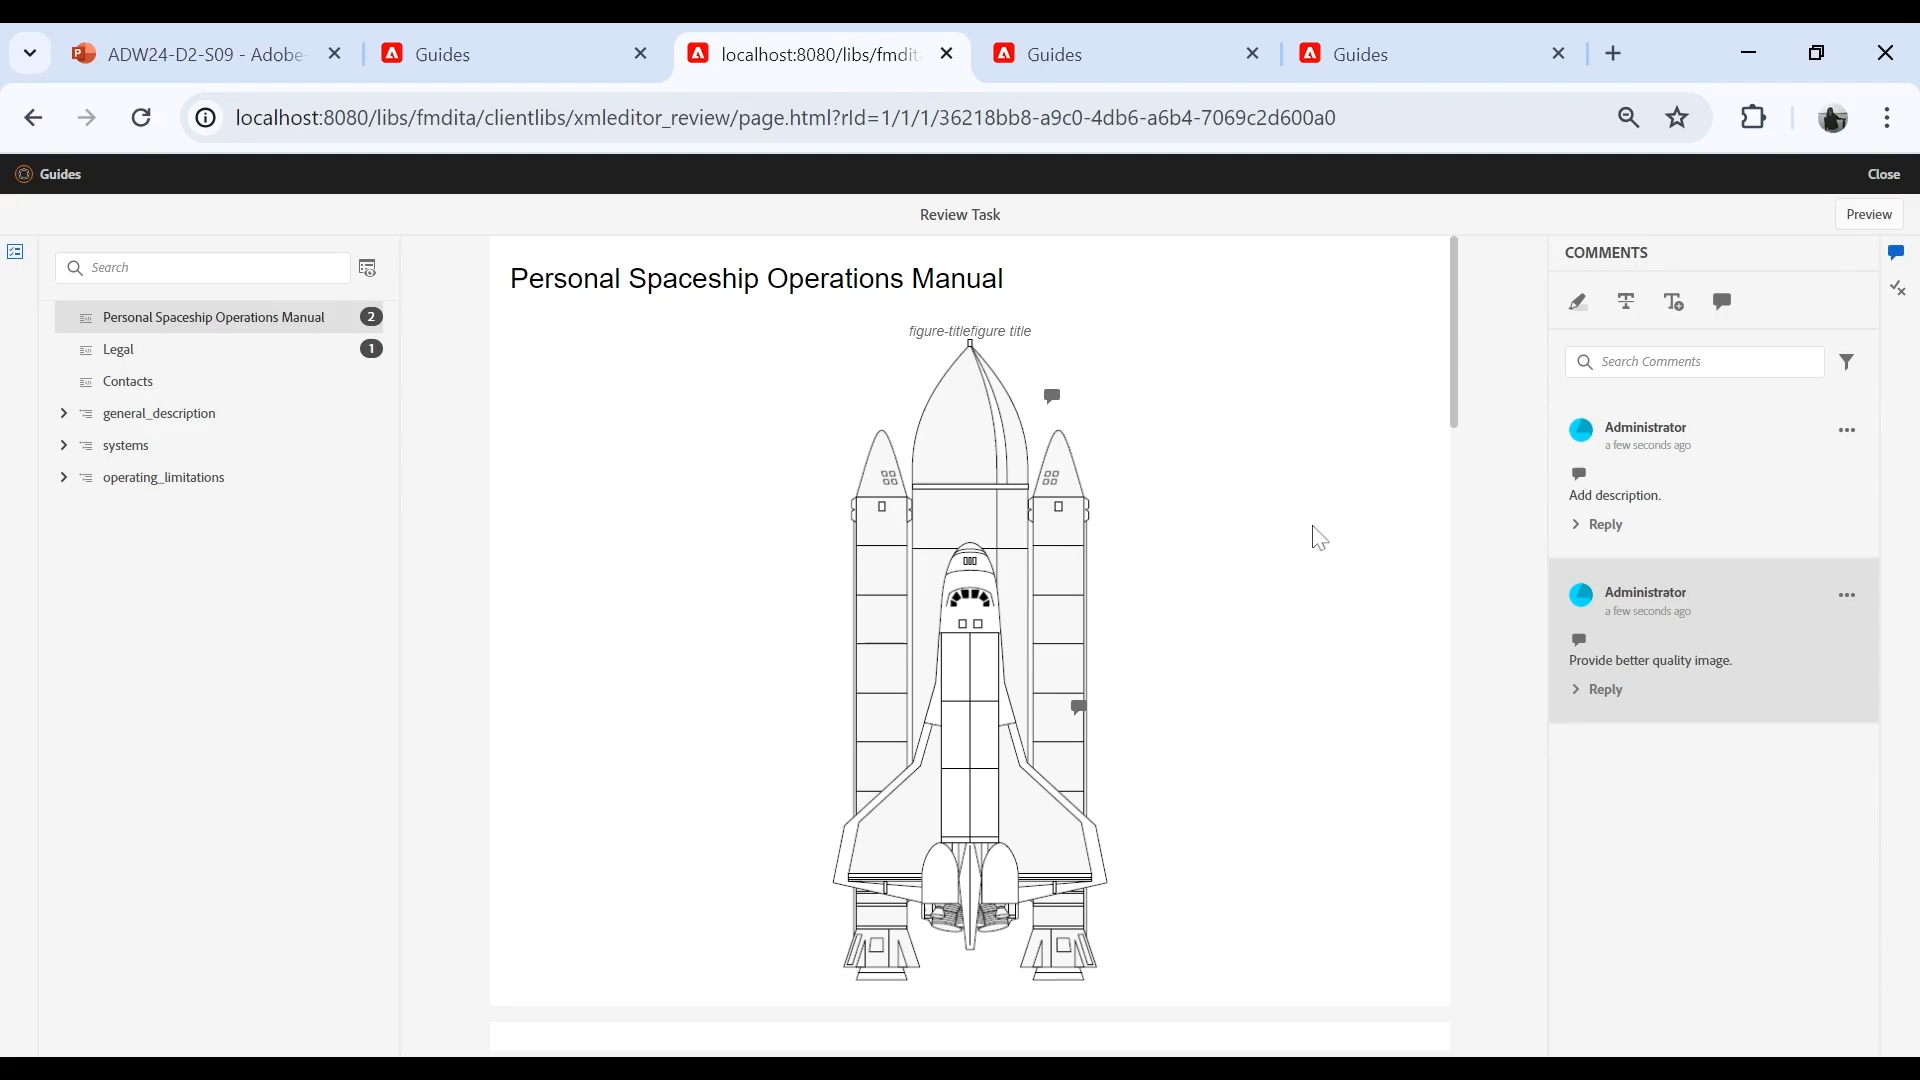 ADW24-D2-S09 - Adobe-
Guides
localhost:8080/libs/fmdit
Guides
Guides
localhost:8080/libs/fmdita/clientlibs/xmleditor_review/page.html?rId=1/1/1/36218bb8-a9c0-4db6-a6b4-7069c2d600a0
Guides
Close
Review Task
Preview
Search
Personal Spaceship Operations Manual 2
Legal 1
Contacts
general_description
systems
operating_limitations
Personal Spaceship Operations Manual
figure-titlefigure title
COMMENTS
Search Comments
Administrator
a few seconds ago
Add description.
Reply
Administrator
a few seconds ago
Provide better quality image.
Reply